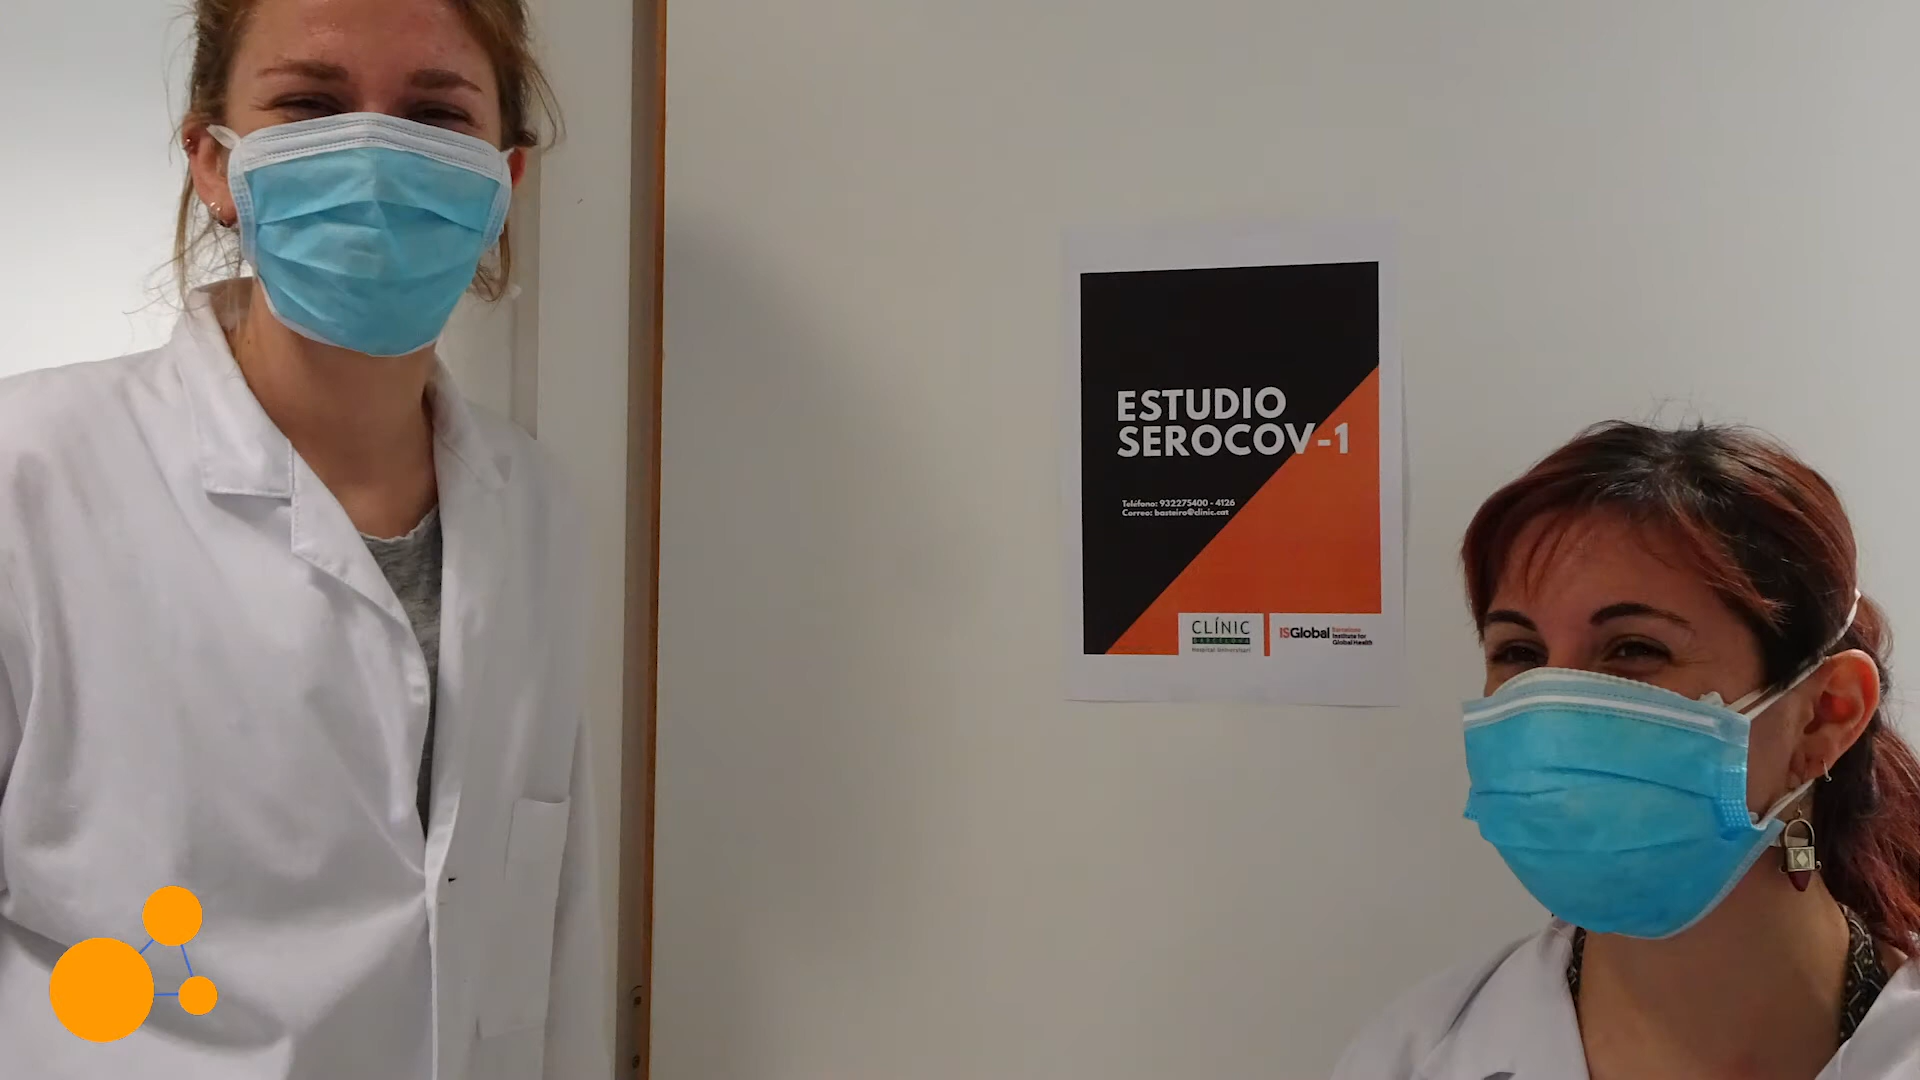 ESTUDIO
SEROCOV-1
Teléfono: 932275400 - 4126
Correo: basteiro@clinic.cat
CLÍNIC
BARCELONA
Hospital Universitari
ISGlobal Barcelona
Institute for
Global Health